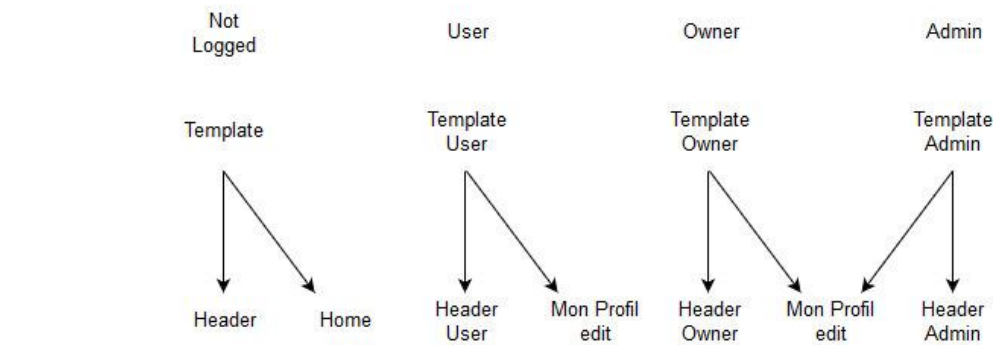 Not
Logged
User
Owner
Admin
Template
Template
User
Template
Owner
Template
Admin
Header
Home
Header
User
Mon Profil
edit
Header
Owner
Mon Profil
edit
Header
Admin